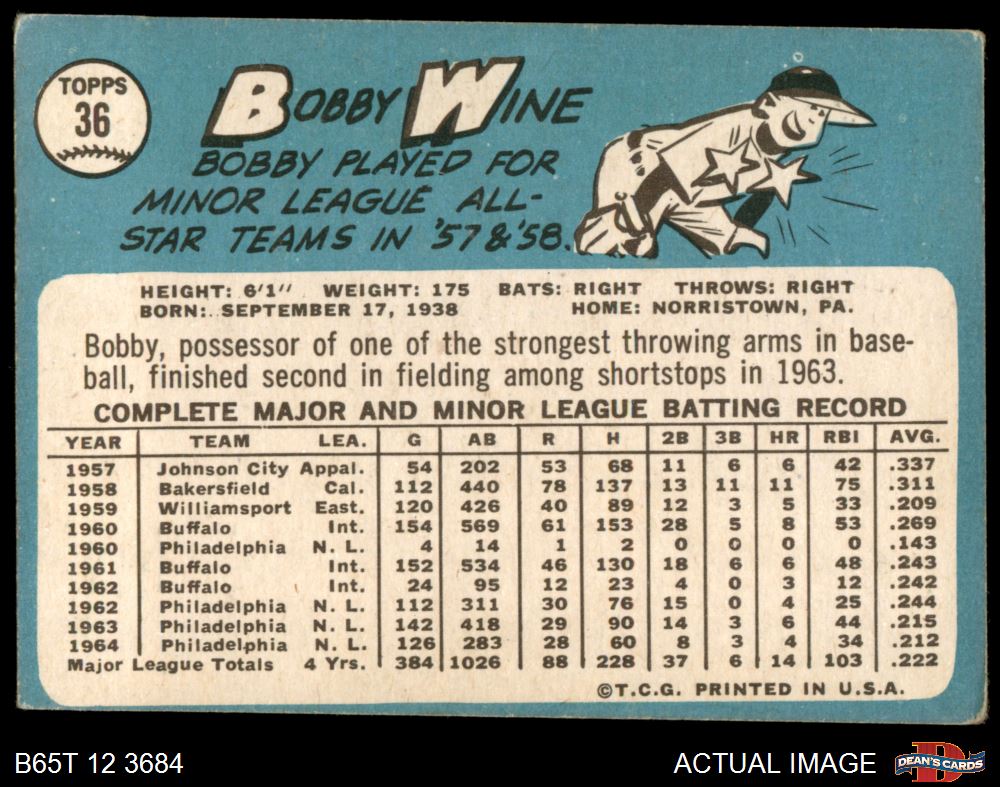 TOPPS
36
BOBBY WINE
BOBBY PLAYED FOR
MINOR LEAGUE ALL-
STAR TEAMS IN '57 & '58.
HEIGHT: 6'1" WEIGHT: 175 BATS: RIGHT THROWS: RIGHT
BORN: SEPTEMBER 17, 1938 HOME: NORRISTOWN, PA.
Bobby, possessor of one of the strongest throwing arms in base-
ball, finished second in fielding among shortstops in 1963.
COMPLETE MAJOR AND MINOR LEAGUE BATTING RECORD
YEAR TEAM LEA. G AB R H 2B 3B HR RBI AVG.
1957 Johnson City Appal. 54 202 53 68 11 6 6 42 .337
1958 Bakersfield Cal. 112 440 78 137 13 11 11 75 .311
1959 Williamsport East. 120 426 40 89 12 3 5 33 .209
1960 Buffalo Int. 154 569 61 153 28 5 8 53 .269
1960 Philadelphia N. L. 4 14 1 2 0 0 0 0 .143
1961 Buffalo Int. 152 534 46 130 18 6 6 48 .243
1962 Buffalo Int. 24 95 12 23 4 0 3 12 .242
1962 Philadelphia N. L. 112 311 30 76 15 0 4 25 .244
1963 Philadelphia N. L. 142 418 29 90 14 3 6 44 .215
1964 Philadelphia N. L. 126 283 28 60 8 3 4 34 .212
Major League Totals 4 Yrs. 384 1026 88 228 37 6 14 103 .222
©T.C.G. PRINTED IN U.S.A.
B65T 12 3684 ACTUAL IMAGE
DEAN'S CARDS